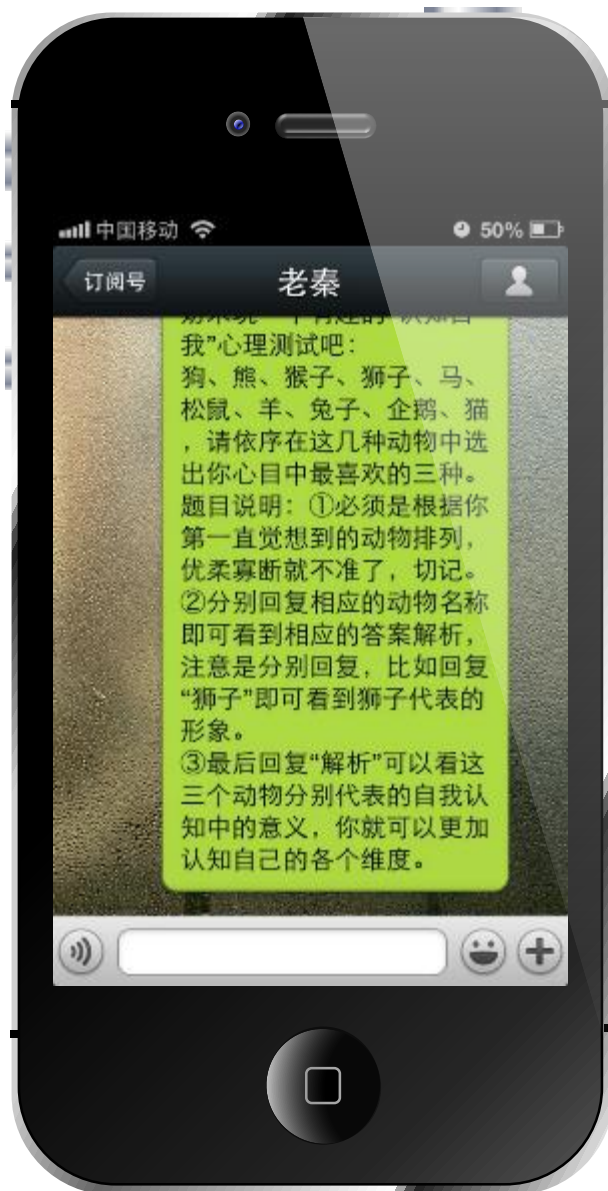 中国移动
50%
订阅号
老秦
我”心理测试吧：
狗、熊、猴子、狮子、马、
松鼠、羊、兔子、企鹅、猫
，请依序在这几种动物中选
出你心目中最喜欢的三种。
题目说明：①必须是根据你
第一直觉想到的动物排列，
优柔寡断就不准了，切记。
②分别回复相应的动物名称
即可看到相应的答案解析，
注意是分别回复，比如回复
“狮子”即可看到狮子代表的
形象。
③最后回复“解析”可以看这
三个动物分别代表的自我认
知中的意义，你就可以更加
认知自己的各个维度。